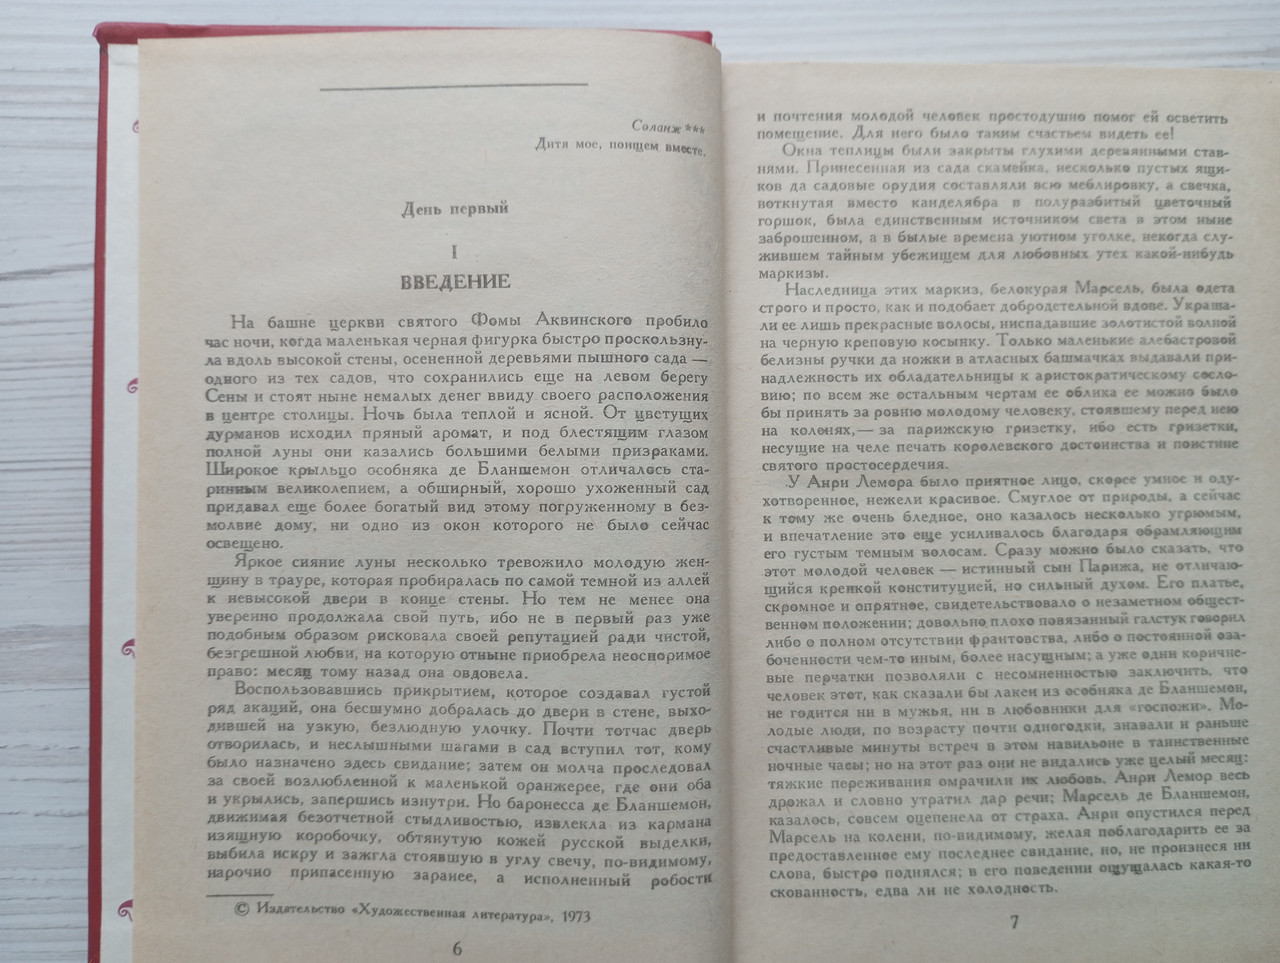 Соланж ***
Дитя мое, поищем вместе.
День первый
I
ВВЕДЕНИЕ
На башне церкви святого Фомы Аквинского пробило
час ночи, когда маленькая черная фигурка быстро проскользну-
ла вдоль высокой стены, осененной деревьями пышного сада —
одного из тех садов, что сохранились еще на левом берегу
Сены и стоят ныне немалых денег ввиду своего расположения
в центре столицы. Ночь была теплой и ясной. От цветущих
дурманов исходил пряный аромат, и под блестящим глазом
полной луны они казались большими белыми призраками.
Широкое крыльцо особняка де Бланшемон отличалось ста-
ринным великолепием, а обширный, хорошо ухоженный сад
придавал еще более богатый вид этому погруженному в без-
молвие дому, ни одно из окон которого не было сейчас
освещено.
Яркое сияние луны несколько тревожило молодую жен-
щину в трауре, которая пробиралась по самой темной из аллей
к невысокой двери в конце стены. Но тем не менее она
уверенно продолжала свой путь, ибо не в первый раз уже
подобным образом рисковала своей репутацией ради чистой,
безгрешной любви, на которую отныне приобрела неоспоримое
право: месяц тому назад она овдовела.
Воспользовавшись прикрытием, которое создавал густой
ряд акаций, она бесшумно добралась до двери в стене, выхо-
дившей на узкую, безлюдную улочку. Почти тотчас дверь
отворилась, и неслышными шагами в сад вступил тот, кому
было назначено здесь свидание; затем он молча проследовал
за своей возлюбленной к маленькой оранжерее, где они оба
и укрылись, запершись изнутри. Но баронесса де Бланшемон,
движимая безотчетной стыдливостью, извлекла из кармана
изящную коробочку, обтянутую кожей русской выделки,
выбила искру и зажгла стоявшую в углу свечу, по-видимому,
нарочно припасенную заранее, а исполненный робости
© Издательство «Художественная литература», 1973
6
и почтения молодой человек простодушно помог ей осветить
помещение. Для него было таким счастьем видеть ее!
Окна теплицы были закрыты глухими деревянными став-
нями. Принесенная из сада скамейка, несколько пустых ящи-
ков да садовые орудия составляли всю меблировку, а свечка,
воткнутая вместо канделябра в полуразбитый цветочный
горшок, была единственным источником света в этом ныне
заброшенном, а в былые времена уютном уголке, некогда слу-
жившем тайным убежищем для любовных утех какой-нибудь
маркизы.
Наследница этих маркиз, белокурая Марсель, была одета
строго и просто, как и подобает добродетельной вдове. Украша-
ли ее лишь прекрасные волосы, ниспадавшие золотистой волной
на черную креповую косынку. Только маленькие алебастровой
белизны ручки да ножки в атласных башмачках выдавали при-
надлежность их обладательницы к аристократическому сосло-
вию; по всем же остальным чертам ее облика ее можно было
бы принять за ровню молодому человеку, стоявшему перед нею
на коленях,— за парижскую гризетку, ибо есть гризетки,
несущие на челе печать королевского достоинства и поистине
святого простосердечия.
У Анри Лемора было приятное лицо, скорее умное и оду-
хотворенное, нежели красивое. Смуглое от природы, а сейчас
к тому же очень бледное, оно казалось несколько угрюмым,
и впечатление это еще усиливалось благодаря обрамляющим
его густым темным волосам. Сразу можно было сказать, что
этот молодой человек — истинный сын Парижа, не отличаю-
щийся крепкой конституцией, но сильный духом. Его платье,
скромное и опрятное, свидетельствовало о незаметном общест-
венном положении; довольно плохо повязанный галстук говорил
либо о полном отсутствии франтовства, либо о постоянной оза-
боченности чем-то иным, более насущным; а уже одни коричне-
вые перчатки позволяли с несомненностью заключить, что
человек этот, как сказали бы лакеи из особняка де Бланшемон,
не годится ни в мужья, ни в любовники для «госпожи». Мо-
лодые люди, по возрасту почти одногодки, знавали и раньше
счастливые минуты встреч в этом павильоне в таинственные
ночные часы; но на этот раз они не видались уже целый месяц:
тяжкие переживания омрачили их любовь. Анри Лемор весь
дрожал и словно утратил дар речи; Марсель де Бланшемон,
казалось, совсем оцепенела от страха. Анри опустился перед
Марсель на колени, по-видимому, желая поблагодарить ее за
предоставленное ему последнее свидание, но, не произнеся ни
слова, быстро поднялся; в его поведении ощущалась какая-то
скованность, едва ли не холодность.
7